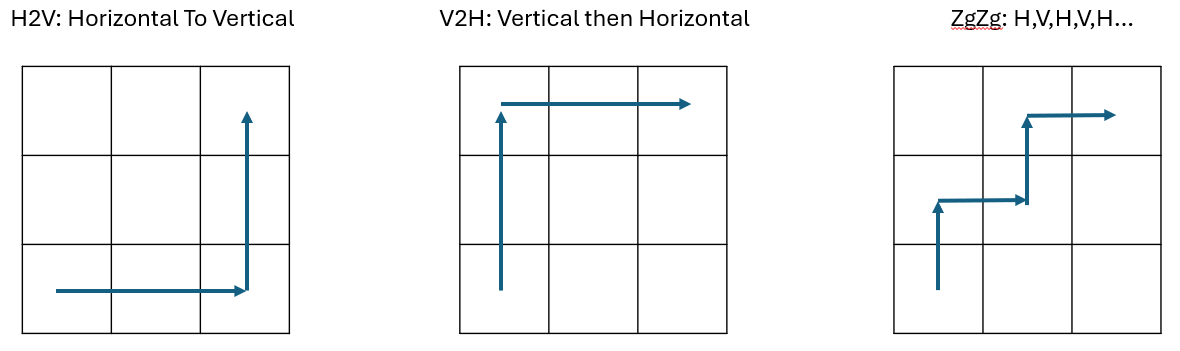 H2V: Horizontal To Vertical
V2H: Vertical then Horizontal
ZgZg: H,V,H,V,H...